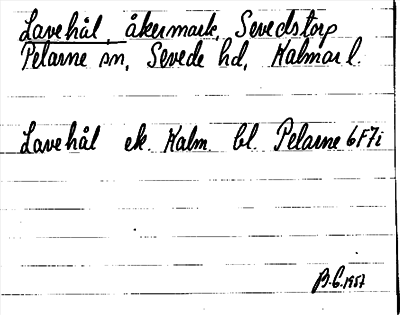 Lavehål, åkermark, Sevedstorp
Pelarne sn, Sevede hd, Kalmar l.
Lavehål ek. Kalm. bl. Pelarne 6F7i
B.G. 1957